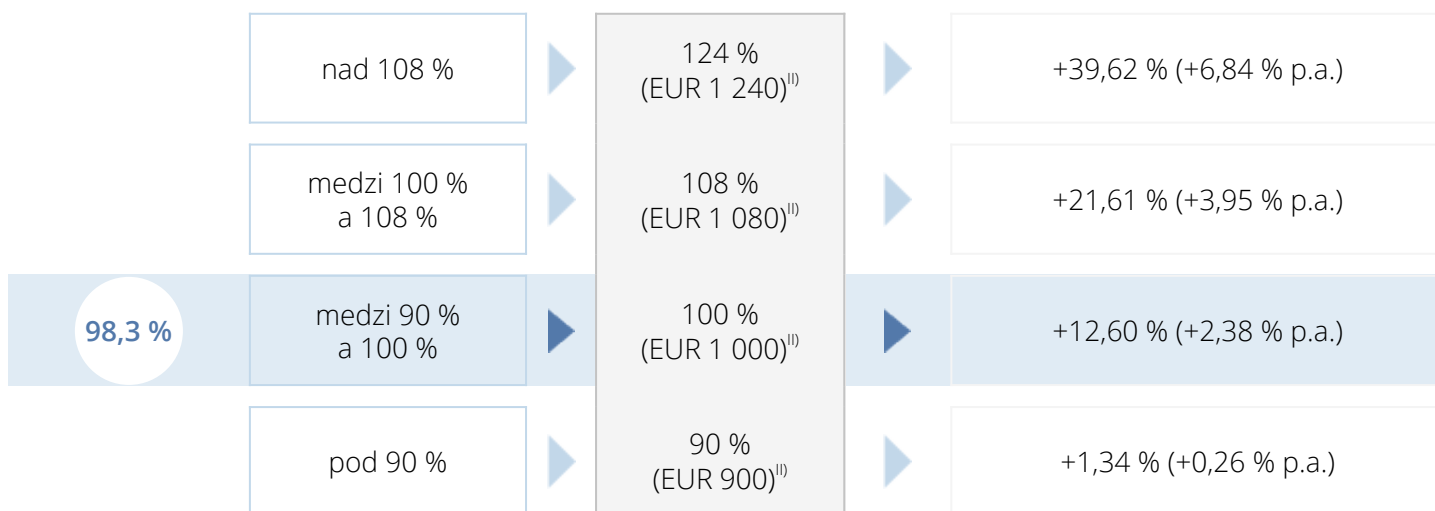 nad 108 %
124 %
(EUR 1 240)II)
+39,62 % (+6,84 % p.a.)
medzi 100 %
a 108 %
108 %
(EUR 1 080)II)
+21,61 % (+3,95 % p.a.)
98,3 %
medzi 90 %
a 100 %
100 %
(EUR 1 000)II)
+12,60 % (+2,38 % p.a.)
pod 90 %
90 %
(EUR 900)II)
+1,34 % (+0,26 % p.a.)